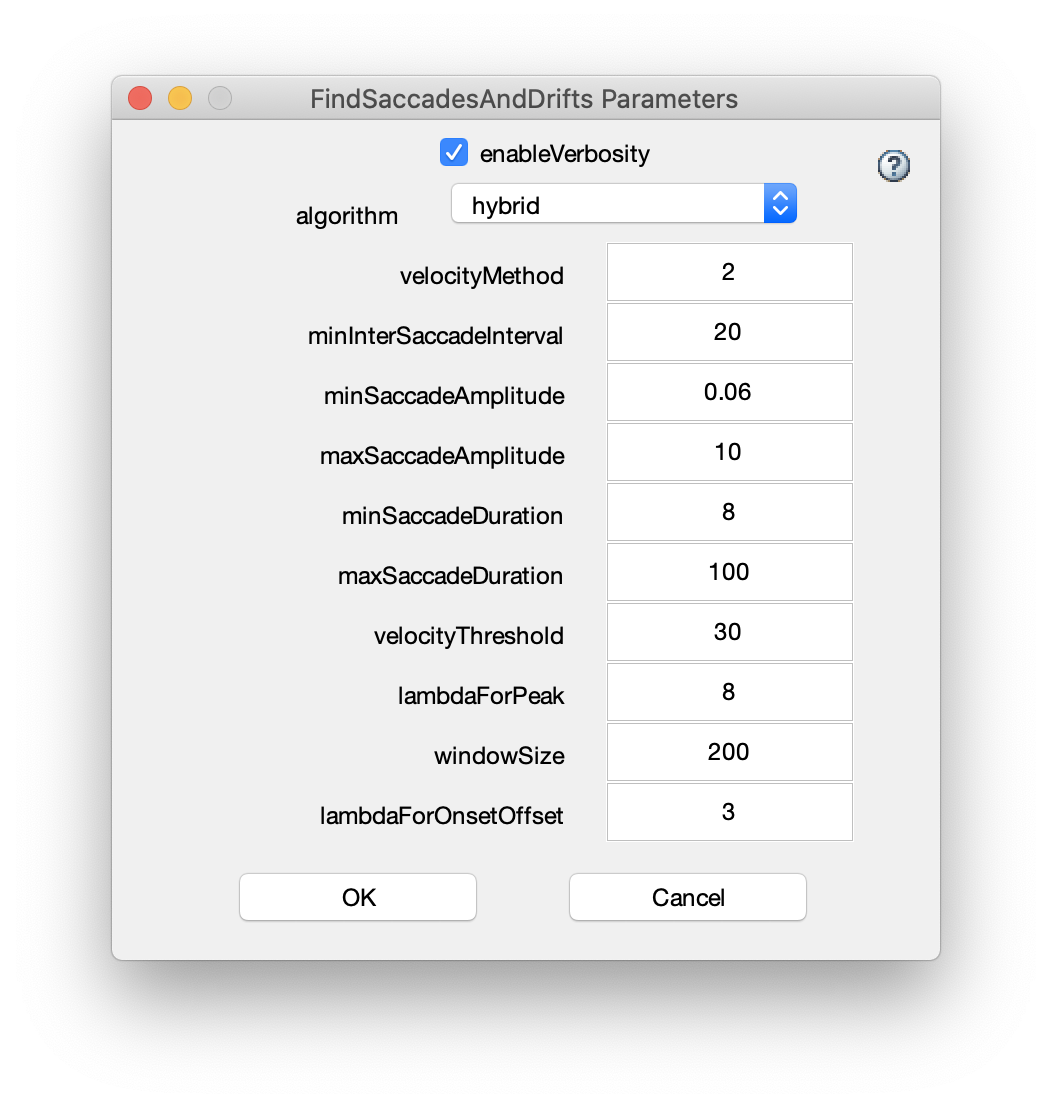 FindSaccadesAndDrifts Parameters
enableVerbosity
?
algorithm hybrid
velocityMethod 2
minInterSaccadeInterval 20
minSaccadeAmplitude 0.06
maxSaccadeAmplitude 10
minSaccadeDuration 8
maxSaccadeDuration 100
velocityThreshold 30
lambdaForPeak 8
windowSize 200
lambdaForOnsetOffset 3
OK Cancel